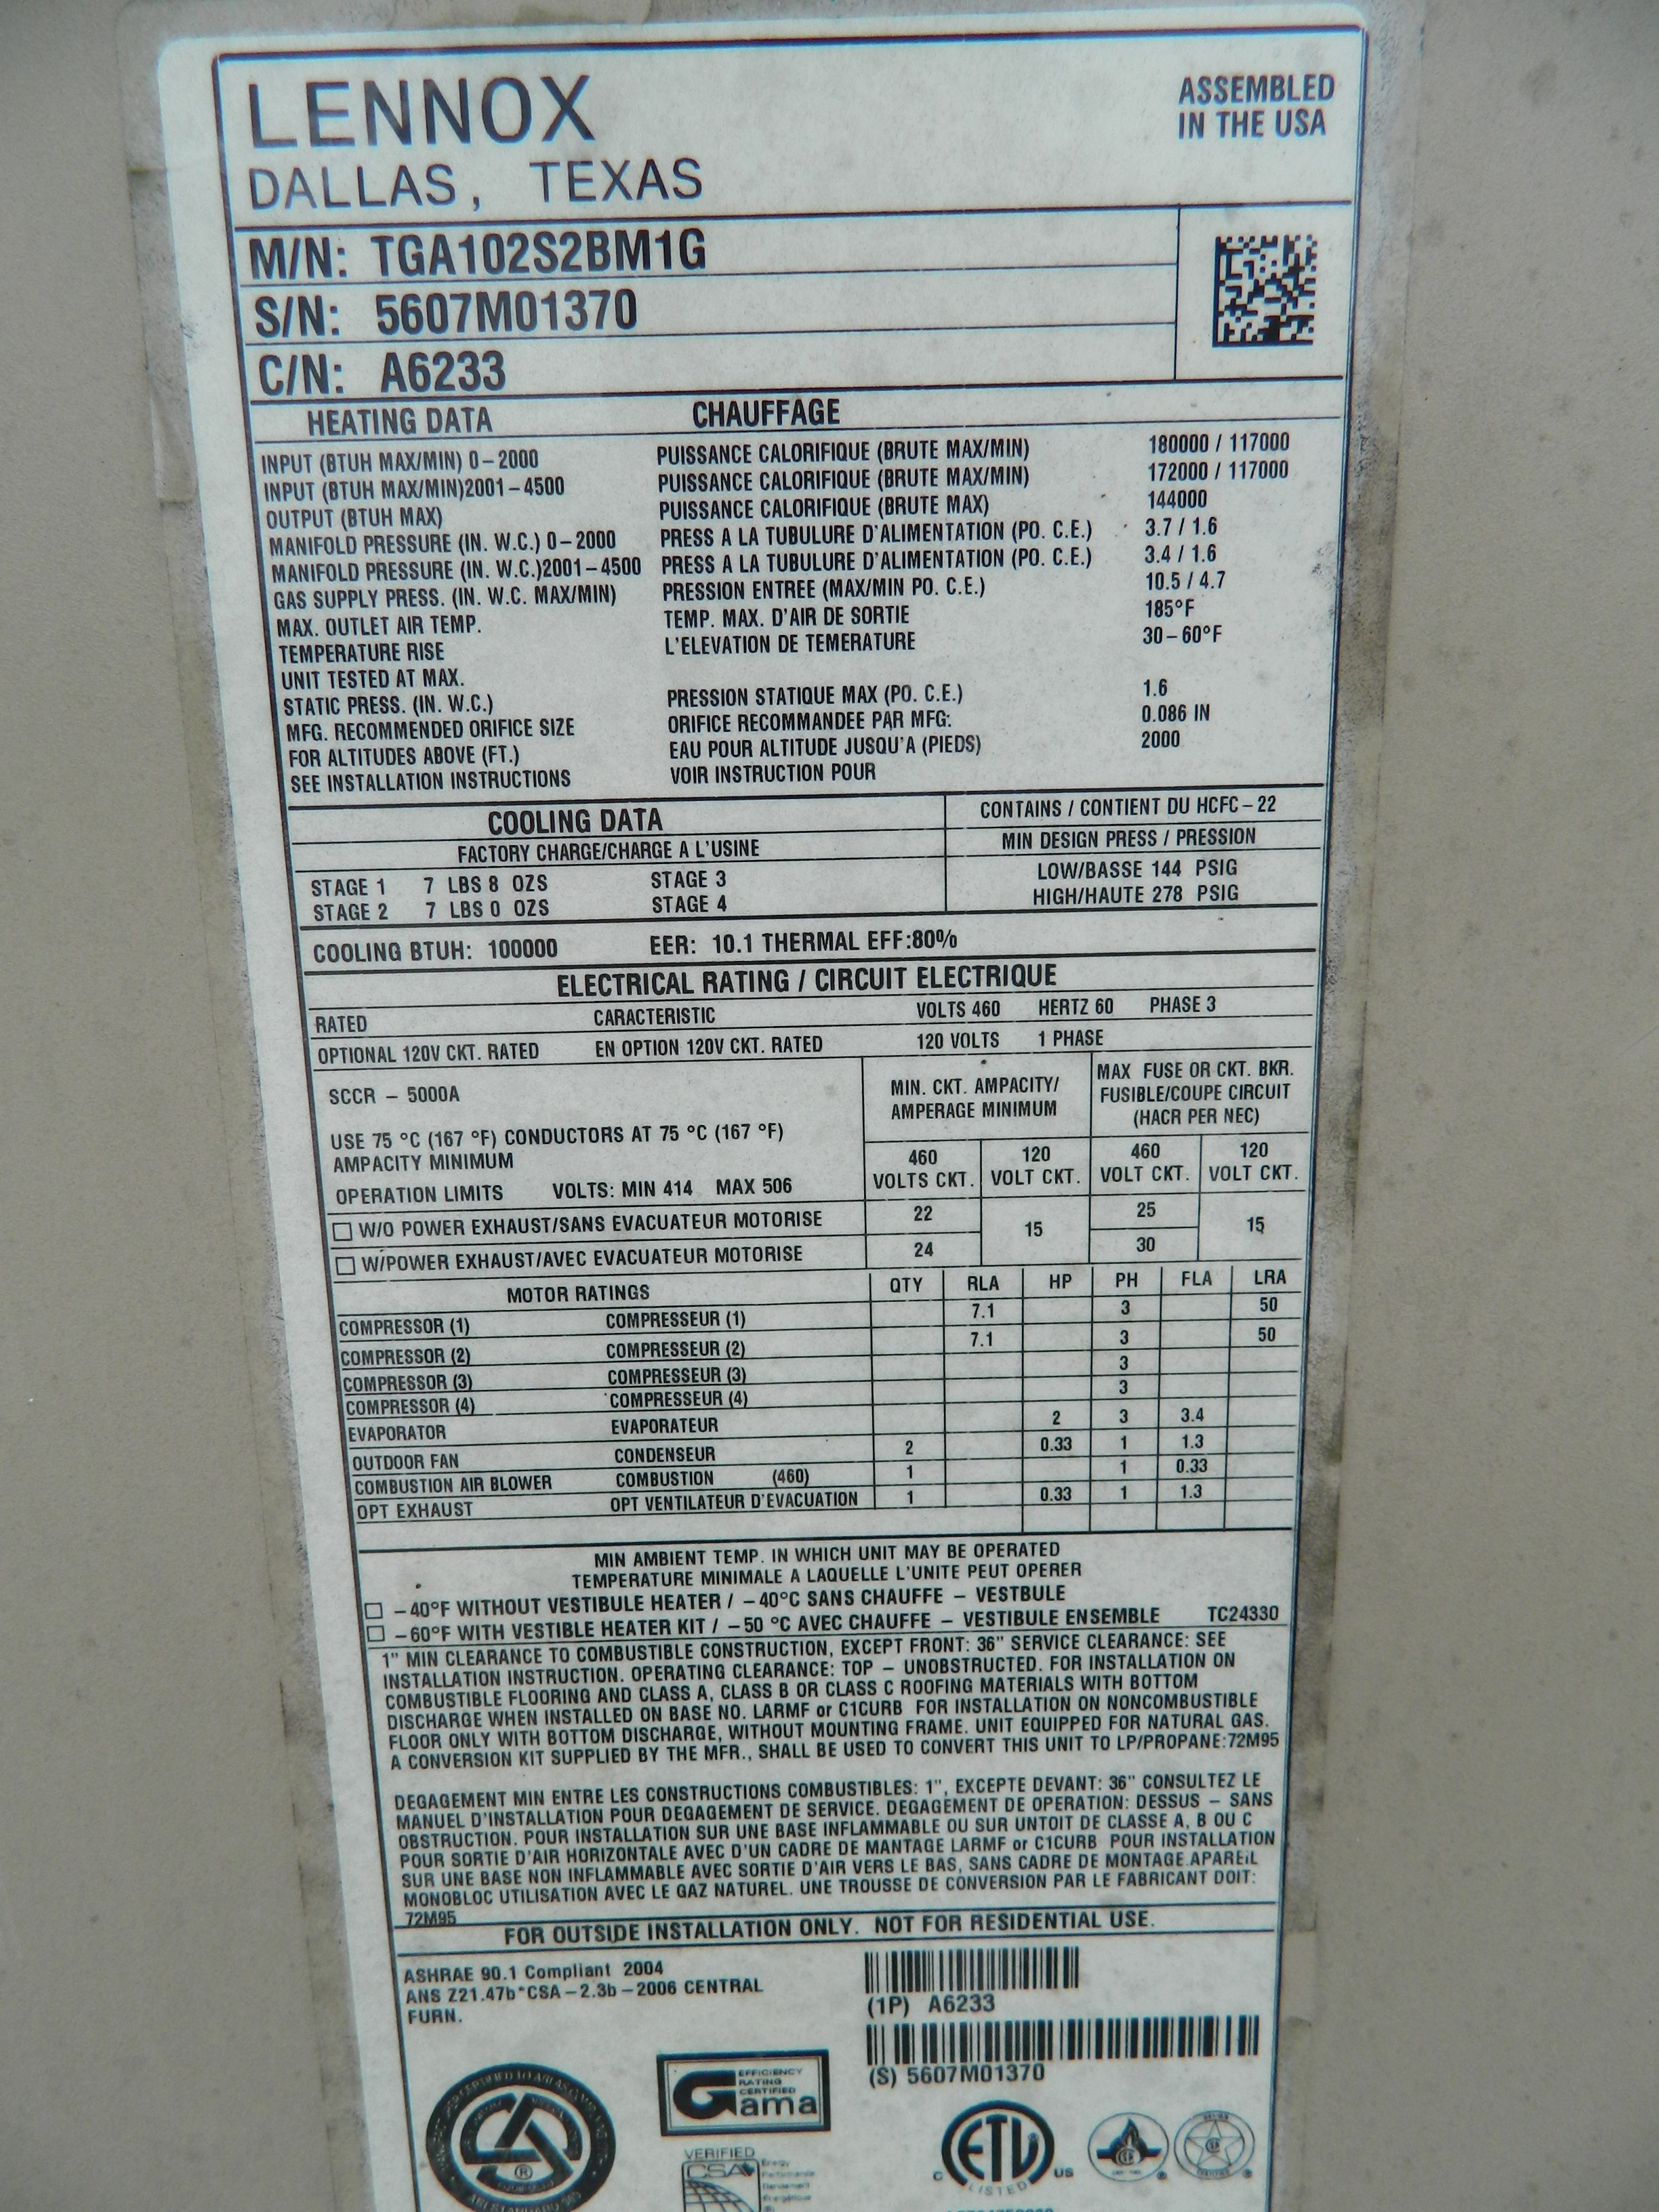 LENNOX
DALLAS, TEXAS
ASSEMBLED
IN THE USA
M/N: TGA102S2BM1G
S/N: 5607M01370
C/N: A6233
HEATING DATA CHAUFFAGE
INPUT (BTUH MAX/MIN) 0-2000 PUISSANCE CALORIFIQUE (BRUTE MAX/MIN) 180000 / 117000
INPUT (BTUH MAX/MIN)2001-4500 PUISSANCE CALORIFIQUE (BRUTE MAX/MIN) 172000 / 117000
OUTPUT (BTUH MAX) PUISSANCE CALORIFIQUE (BRUTE MAX) 144000
MANIFOLD PRESSURE (IN. W.C.) 0-2000 PRESS A LA TUBULURE D'ALIMENTATION (PO. C.E.) 3.7 / 1.6
MANIFOLD PRESSURE (IN. W.C.)2001-4500 PRESS A LA TUBULURE D'ALIMENTATION (PO. C.E.) 3.4 / 1.6
GAS SUPPLY PRESS. (IN. W.C. MAX/MIN) PRESSION ENTREE (MAX/MIN PO. C.E.) 10.5 / 4.7
MAX. OUTLET AIR TEMP. TEMP. MAX. D'AIR DE SORTIE 185°F
TEMPERATURE RISE L'ELEVATION DE TEMERATURE 30-60°F
UNIT TESTED AT MAX.
STATIC PRESS. (IN. W.C.) PRESSION STATIQUE MAX (PO. C.E.) 1.6
MFG. RECOMMENDED ORIFICE SIZE ORIFICE RECOMMANDEE PAR MFG: 0.086 IN
FOR ALTITUDES ABOVE (FT.) EAU POUR ALTITUDE JUSQU'A (PIEDS) 2000
SEE INSTALLATION INSTRUCTIONS VOIR INSTRUCTION POUR
COOLING DATA CONTAINS / CONTIENT DU HCFC-22
FACTORY CHARGE/CHARGE A L'USINE MIN DESIGN PRESS / PRESSION
STAGE 1 7 LBS 8 OZS STAGE 3 LOW/BASSE 144 PSIG
STAGE 2 7 LBS 0 OZS STAGE 4 HIGH/HAUTE 278 PSIG
COOLING BTUH: 100000 EER: 10.1 THERMAL EFF:80%
ELECTRICAL RATING / CIRCUIT ELECTRIQUE
RATED CARACTERISTIC VOLTS 460 HERTZ 60 PHASE 3
OPTIONAL 120V CKT. RATED EN OPTION 120V CKT. RATED 120 VOLTS 1 PHASE
SCCR - 5000A
USE 75 °C (167 °F) CONDUCTORS AT 75 °C (167 °F)
AMPACITY MINIMUM
OPERATION LIMITS VOLTS: MIN 414 MAX 506
MIN. CKT. AMPACITY/
AMPERAGE MINIMUM
MAX FUSE OR CKT. BKR.
FUSIBLE/COUPE CIRCUIT
(HACR PER NEC)
460 120 460 120
VOLTS CKT. VOLT CKT. VOLT CKT. VOLT CKT.
W/O POWER EXHAUST/SANS EVACUATEUR MOTORISE 22 15 25 15
W/POWER EXHAUST/AVEC EVACUATEUR MOTORISE 24 30
MOTOR RATINGS QTY RLA HP PH FLA LRA
COMPRESSOR (1) COMPRESSEUR (1) 7.1 3 50
COMPRESSOR (2) COMPRESSEUR (2) 7.1 3 50
COMPRESSOR (3) COMPRESSEUR (3) 3
COMPRESSOR (4) COMPRESSEUR (4) 3
EVAPORATOR EVAPORATEUR 2 3 3.4
OUTDOOR FAN CONDENSEUR 2 0.33 1 1.3
COMBUSTION AIR BLOWER COMBUSTION (460) 1 1 0.33
OPT EXHAUST OPT VENTILATEUR D'EVACUATION 1 0.33 1 1.3
MIN AMBIENT TEMP. IN WHICH UNIT MAY BE OPERATED
TEMPERATURE MINIMALE A LAQUELLE L'UNITE PEUT OPERER
-40°F WITHOUT VESTIBULE HEATER / -40°C SANS CHAUFFE - VESTBULE
-60°F WITH VESTIBLE HEATER KIT / -50 °C AVEC CHAUFFE - VESTIBULE ENSEMBLE TC24330
1" MIN CLEARANCE TO COMBUSTIBLE CONSTRUCTION, EXCEPT FRONT: 36" SERVICE CLEARANCE: SEE
INSTALLATION INSTRUCTION. OPERATING CLEARANCE: TOP - UNOBSTRUCTED. FOR INSTALLATION ON
COMBUSTIBLE FLOORING AND CLASS A, CLASS B OR CLASS C ROOFING MATERIALS WITH BOTTOM
DISCHARGE WHEN INSTALLED ON BASE NO. LARMF or C1CURB FOR INSTALLATION ON NONCOMBUSTIBLE
FLOOR ONLY WITH BOTTOM DISCHARGE, WITHOUT MOUNTING FRAME. UNIT EQUIPPED FOR NATURAL GAS.
A CONVERSION KIT SUPPLIED BY THE MFR., SHALL BE USED TO CONVERT THIS UNIT TO LP/PROPANE:72M95
DEGAGEMENT MIN ENTRE LES CONSTRUCTIONS COMBUSTIBLES: 1", EXCEPTE DEVANT: 36" CONSULTEZ LE
MANUEL D'INSTALLATION POUR DEGAGEMENT DE SERVICE. DEGAGEMENT DE OPERATION: DESSUS - SANS
OBSTRUCTION. POUR INSTALLATION SUR UNE BASE INFLAMMABLE OU SUR UNTOIT DE CLASSE A, B OU C
POUR SORTIE D'AIR HORIZONTALE AVEC D'UN CADRE DE MANTAGE LARMF or C1CURB POUR INSTALLATION
SUR UNE BASE NON INFLAMMABLE AVEC SORTIE D'AIR VERS LE BAS, SANS CADRE DE MONTAGE.APAREIL
MONOBLOC UTILISATION AVEC LE GAZ NATUREL. UNE TROUSSE DE CONVERSION PAR LE FABRICANT DOIT:
72M95
FOR OUTSIDE INSTALLATION ONLY. NOT FOR RESIDENTIAL USE.
ASHRAE 90.1 Compliant 2004
ANS Z21.47b*CSA-2.3b-2006 CENTRAL
FURN.
(1P) A6233
(S) 5607M01370
EFFICIENCY
RATING
CERTIFIED
Gama
VERIFIED
CSA
Energy
Performance
C ETL US
LISTED